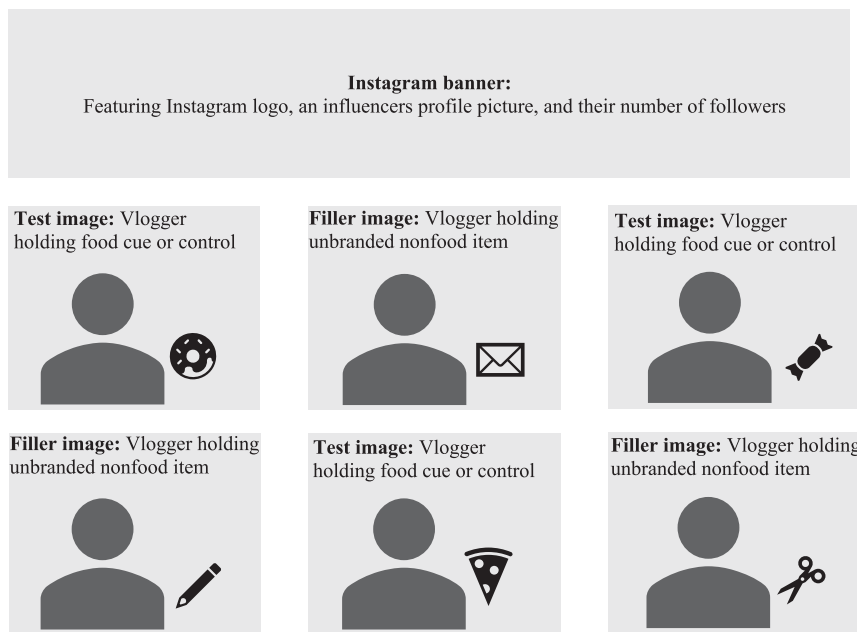 Instagram banner:
Featuring Instagram logo, an influencers profile picture, and their number of followers
Test image: Vlogger
holding food cue or control
Filler image: Vlogger holding
unbranded nonfood item
Test image: Vlogger
holding food cue or control
Filler image: Vlogger holding
unbranded nonfood item
Test image: Vlogger
holding food cue or control
Filler image: Vlogger holding
unbranded nonfood item